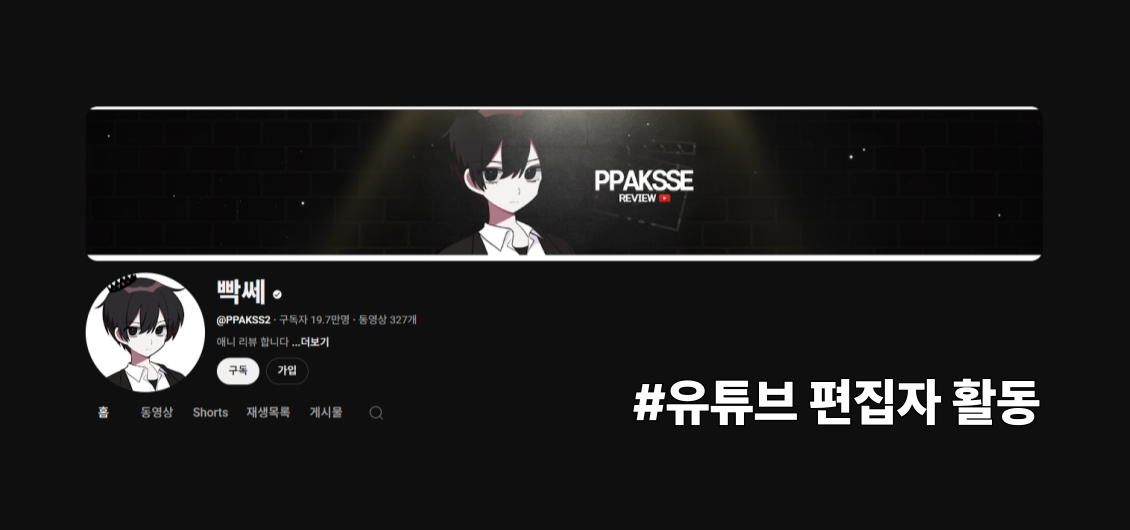 PPAKSSE
REVIEW
빡쎄
@PPAKSS2 · 구독자 19.7만명 · 동영상 327개
애니 리뷰 합니다 ...더보기
구독 가입
홈 동영상 Shorts 재생목록 게시물
#유튜브 편집자 활동